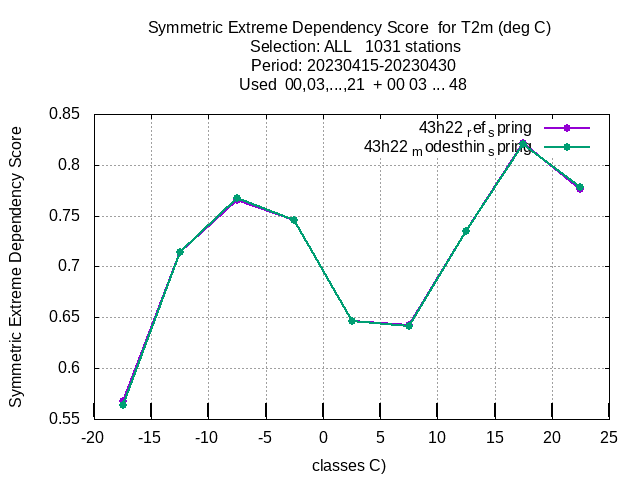 Symmetric Extreme Dependency Score  for T2m (deg C)
Selection: ALL   1031 stations
Period: 20230415-20230430
Used  00,03,...,21  + 00 03 ... 48
Symmetric Extreme Dependency Score
0.85
0.8
0.75
0.7
0.65
0.6
0.55
43h22 ref spring
43h22 modesthin spring
-20 -15 -10 -5 0 5 10 15 20 25
classes C)